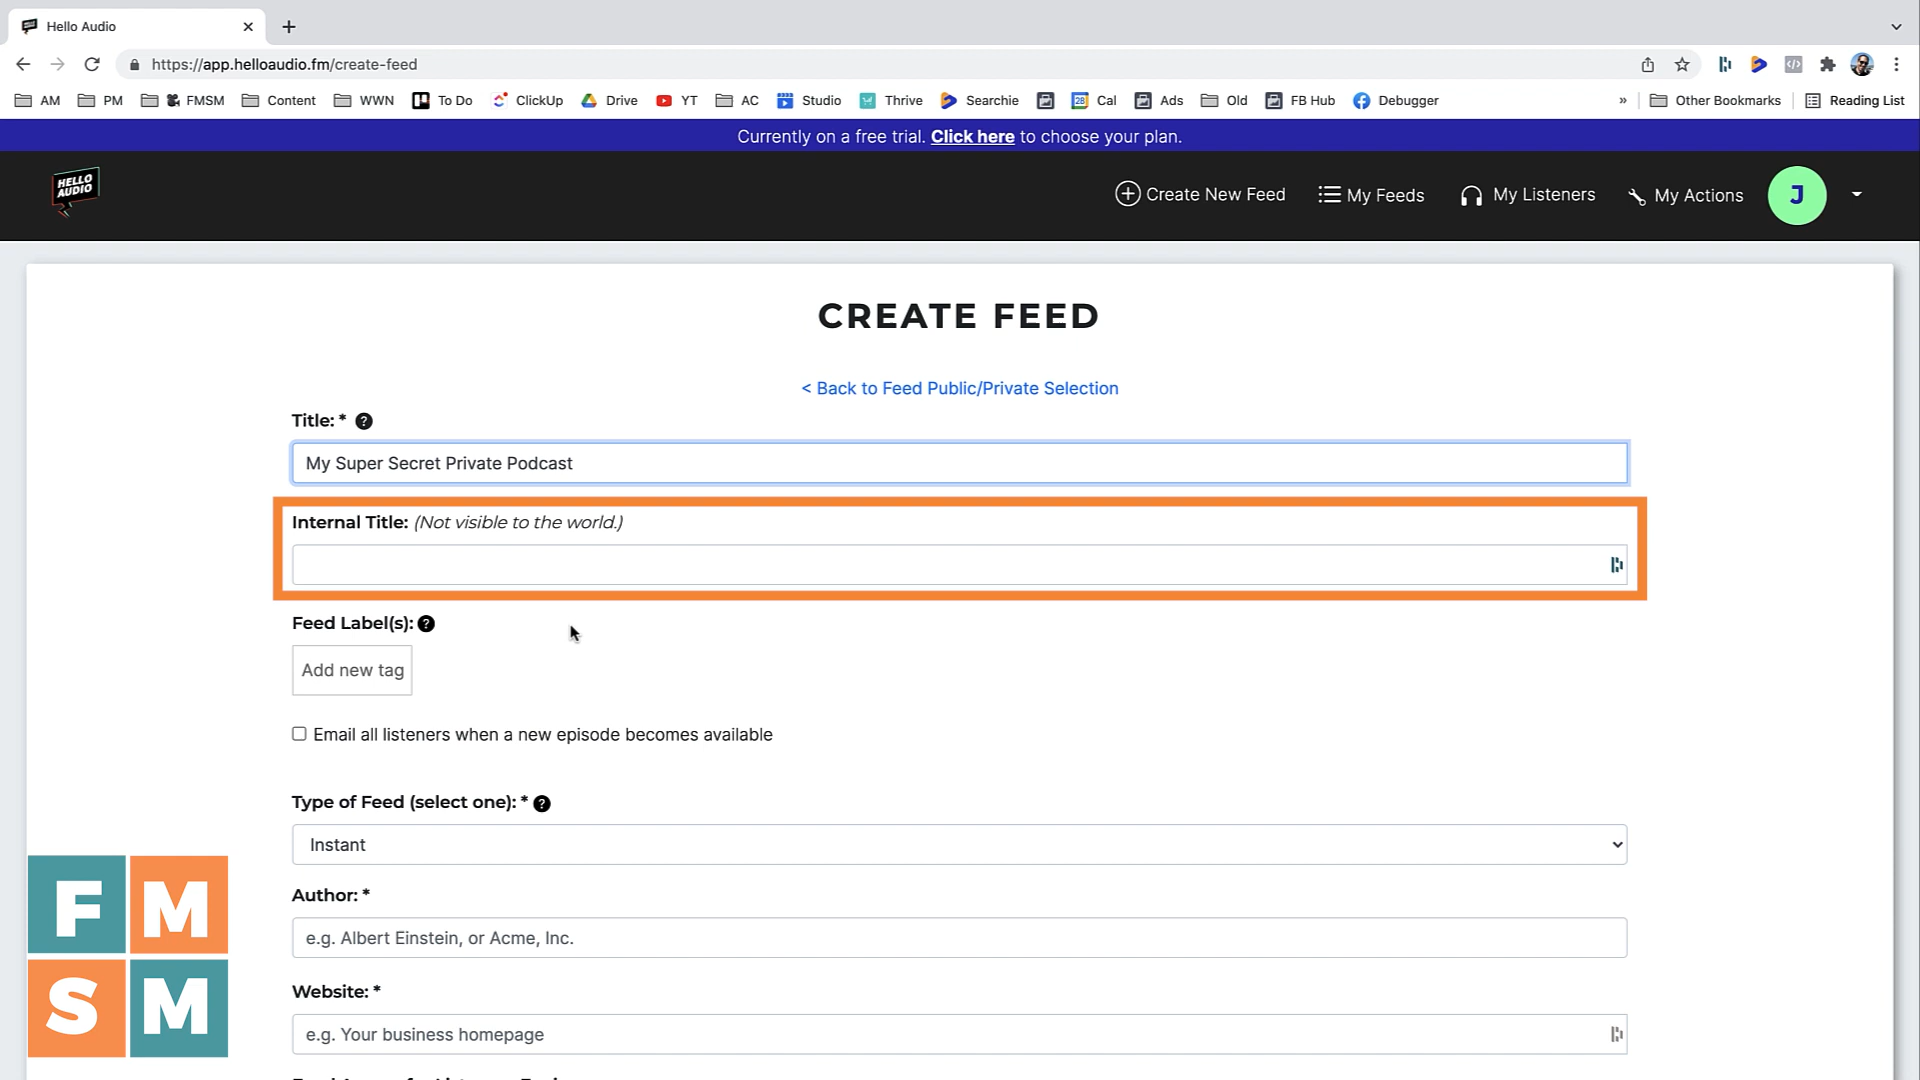 Hello Audio
https://app.helloaudio.fm/create-feed
AM PM FMSM Content WWN To Do ClickUp Drive YT AC Studio Thrive Searchie Cal Ads Old FB Hub Debugger » Other Bookmarks Reading List
Currently on a free trial. Click here to choose your plan.
HELLO
AUDIO
Create New Feed My Feeds My Listeners My Actions J
CREATE FEED
< Back to Feed Public/Private Selection
Title: * ?
My Super Secret Private Podcast
Internal Title: (Not visible to the world.)
Feed Label(s): ?
Add new tag
Email all listeners when a new episode becomes available
Type of Feed (select one): * ?
Instant
Author: *
e.g. Albert Einstein, or Acme, Inc.
Website: *
e.g. Your business homepage
F M
S M